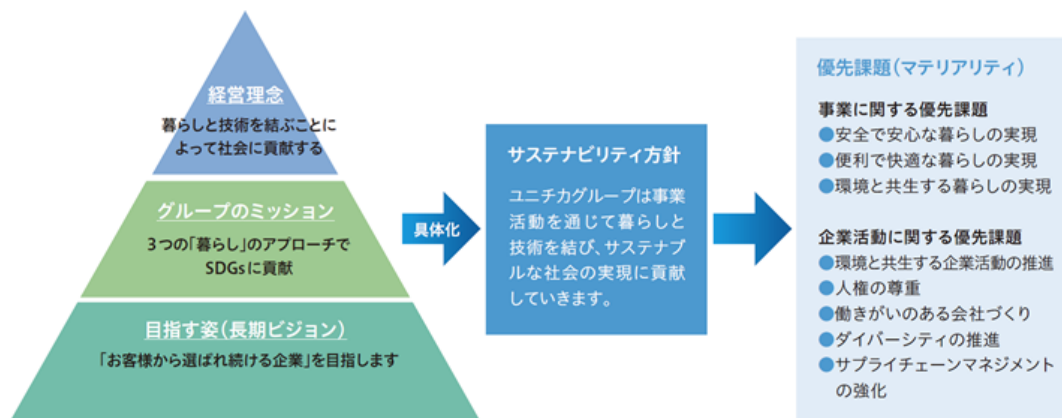 経営理念
暮らしと技術を結ぶことに
よって社会に貢献する
グループのミッション
3つの「暮らし」のアプローチで
SDGsに貢献
目指す姿(長期ビジョン)
「お客様から選ばれ続ける企業」を目指します
具体化
サステナビリティ方針
ユニチカグループは事業
活動を通じて暮らしと
技術を結び、サステナブ
ルな社会の実現に貢献
していきます。
優先課題(マテリアリティ)
事業に関する優先課題
●安全で安心な暮らしの実現
●便利で快適な暮らしの実現
●環境と共生する暮らしの実現
企業活動に関する優先課題
●環境と共生する企業活動の推進
●人権の尊重
●働きがいのある会社づくり
●ダイバーシティの推進
●サプライチェーンマネジメント
の強化